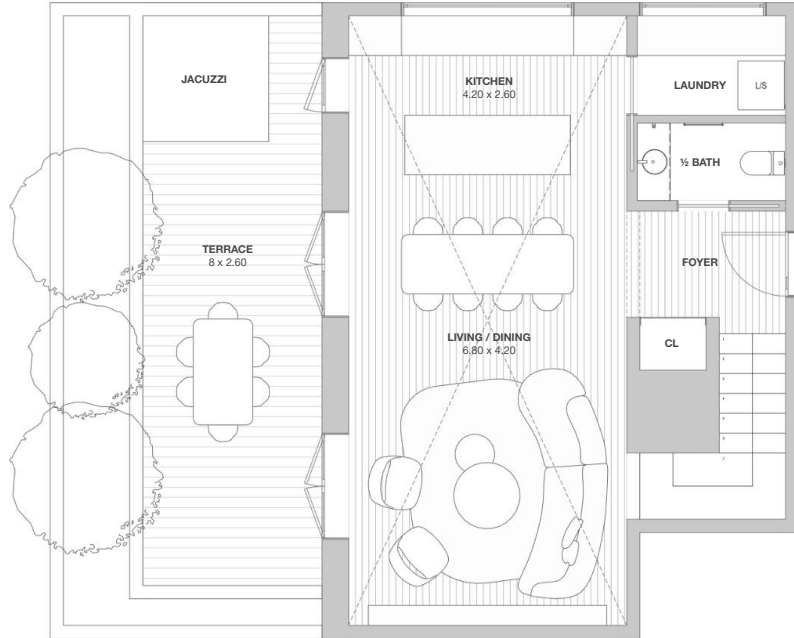 JACUZZI
KITCHEN
4.20 x 2.60
LAUNDRY
L/S
½ BATH
TERRACE
8 x 2.60
FOYER
LIVING / DINING
6.80 x 4.20
CL